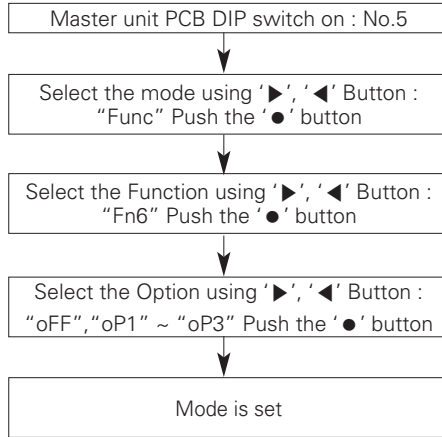 Master unit PCB DIP switch on : No.5
Select the mode using ‘▶’, ‘◀’ Button :
“Func” Push the ‘●’ button
Select the Function using ‘▶’, ‘◀’ Button :
“Fn6” Push the ‘●’ button
Select the Option using ‘▶’, ‘◀’ Button :
“oFF”,“oP1” ~ “oP3” Push the ‘●’ button
Mode is set